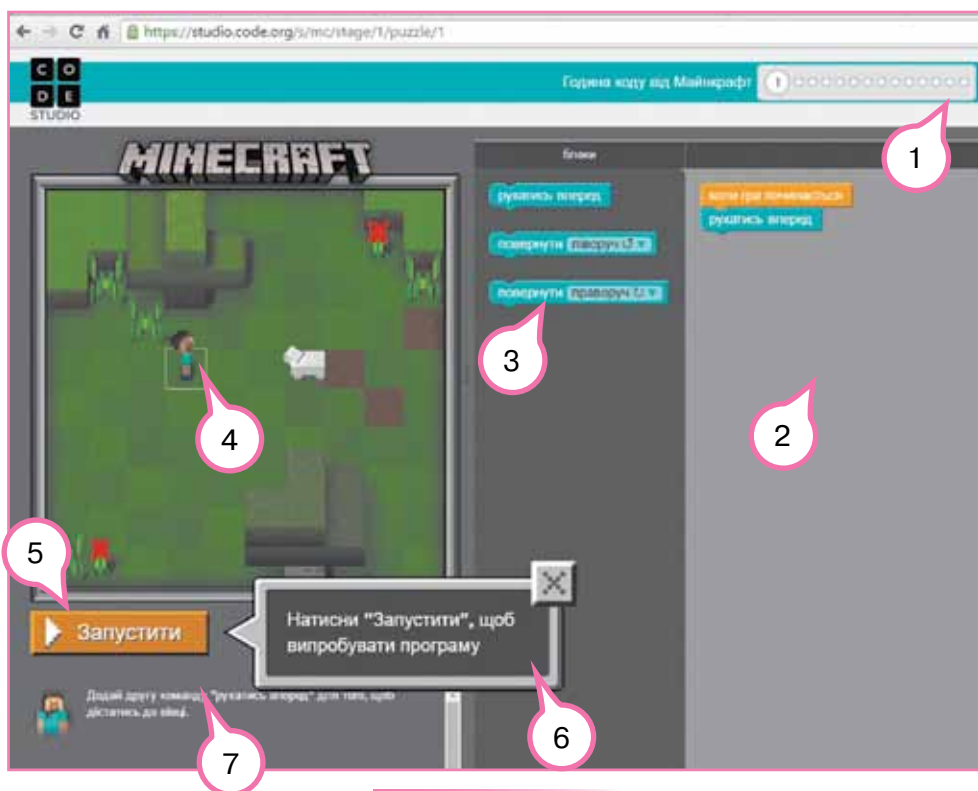 https://studio.code.org/s/mc/stage/1/puzzle/1
CODE
STUDIO
Година коду від Майнкрафт 1
1
MINECRAFT
блоки
рухатись вперед
повернути ліворуч ↺ ▼
повернути праворуч ↻ ▼
коли гра починається
рухатись вперед
3
4
2
5
Запустити
Натисни "Запустити", щоб
випробувати програму
Додай другу команду "рухатись вперед" для того, щоб
дістатись до вівці.
6
7